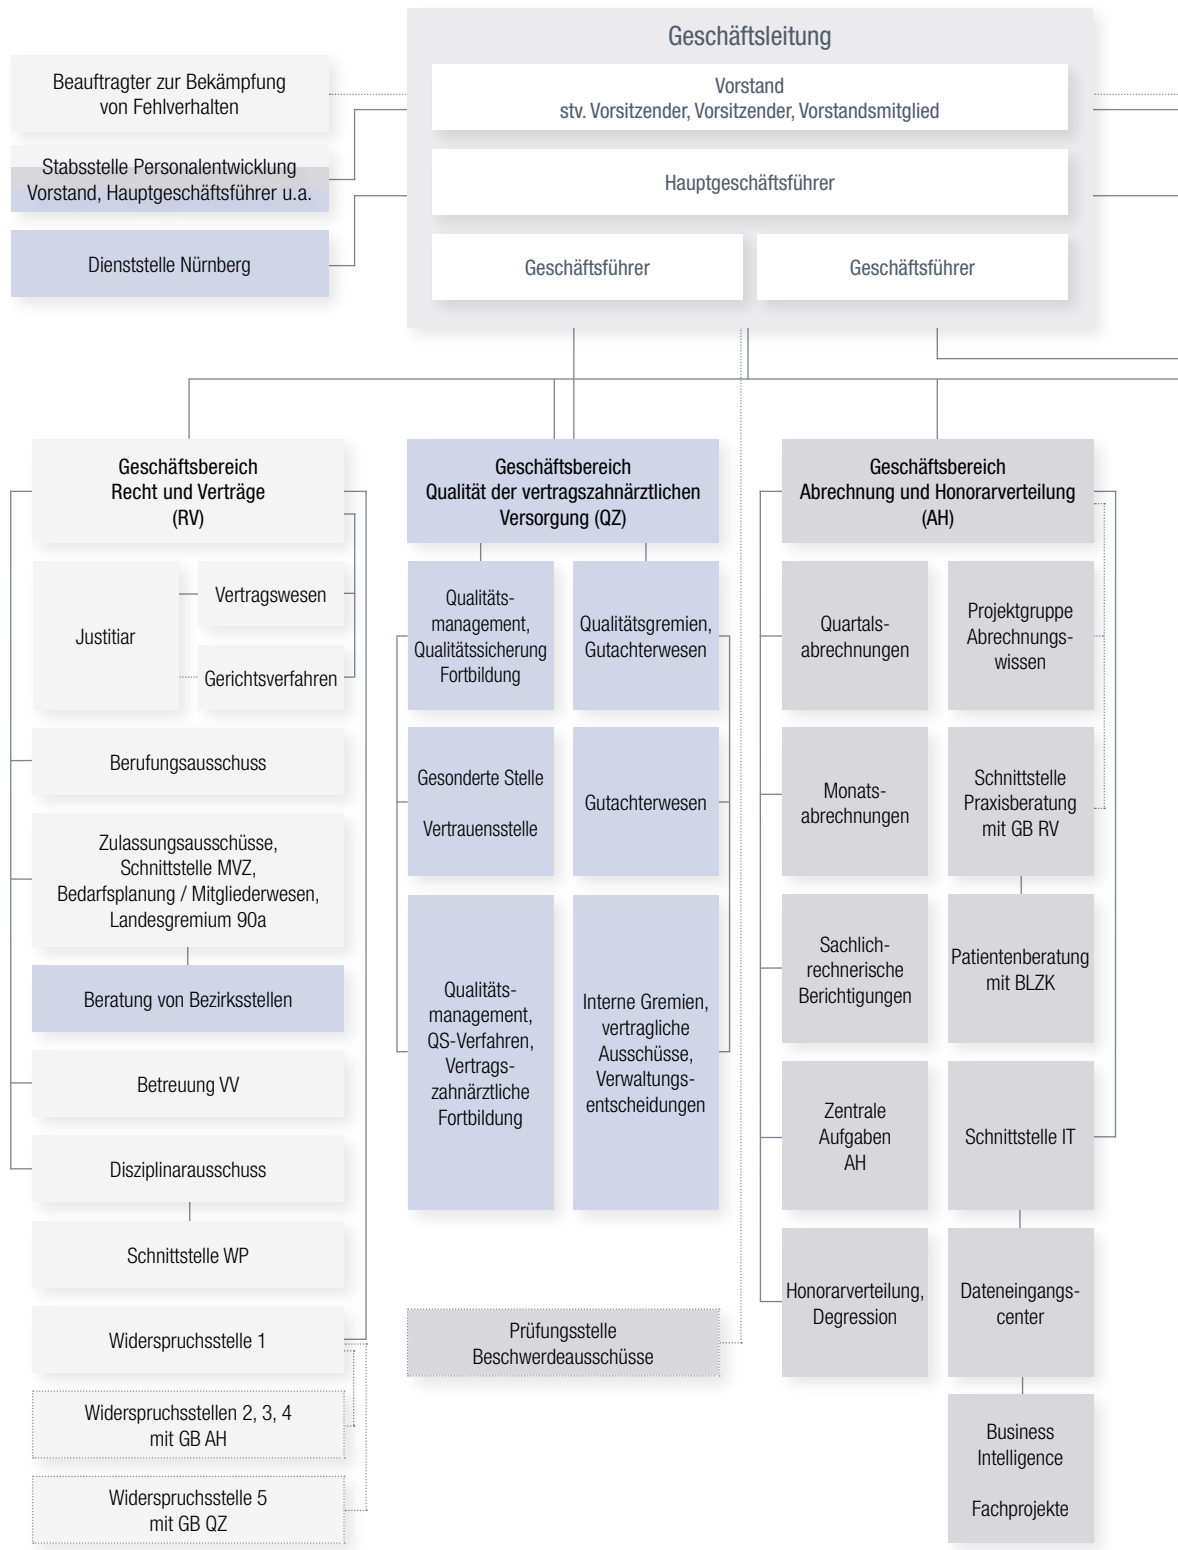 Geschäftsleitung
Vorstand
stv. Vorsitzender, Vorsitzender, Vorstandsmitglied
Hauptgeschäftsführer
Geschäftsführer
Geschäftsführer
Beauftragter zur Bekämpfung
von Fehlverhalten
Stabsstelle Personalentwicklung
Vorstand, Hauptgeschäftsführer u.a.
Dienststelle Nürnberg
Geschäftsbereich
Recht und Verträge
(RV)
Justitiar
Vertragswesen
Gerichtsverfahren
Berufungsausschuss
Zulassungsausschüsse,
Schnittstelle MVZ,
Bedarfsplanung / Mitgliederwesen,
Landesgremium 90a
Beratung von Bezirksstellen
Betreuung VV
Disziplinarausschuss
Schnittstelle WP
Widerspruchsstelle 1
Widerspruchsstellen 2, 3, 4
mit GB AH
Widerspruchsstelle 5
mit GB QZ
Geschäftsbereich
Qualität der vertragszahnärztlichen
Versorgung (QZ)
Qualitäts-
management,
Qualitätssicherung
Fortbildung
Qualitätsgremien,
Gutachterwesen
Gesonderte Stelle
Vertrauensstelle
Gutachterwesen
Qualitäts-
management,
QS-Verfahren,
Vertrags-
zahnärztliche
Fortbildung
Interne Gremien,
vertragliche
Ausschüsse,
Verwaltungs-
entscheidungen
Prüfungsstelle
Beschwerdeausschüsse
Geschäftsbereich
Abrechnung und Honorarverteilung
(AH)
Quartals-
abrechnungen
Projektgruppe
Abrechnungs-
wissen
Monats-
abrechnungen
Schnittstelle
Praxisberatung
mit GB RV
Sachlich-
rechnerische
Berichtigungen
Patientenberatung
mit BLZK
Zentrale
Aufgaben
AH
Schnittstelle IT
Honorarverteilung,
Degression
Dateneingangs-
center
Business
Intelligence
Fachprojekte